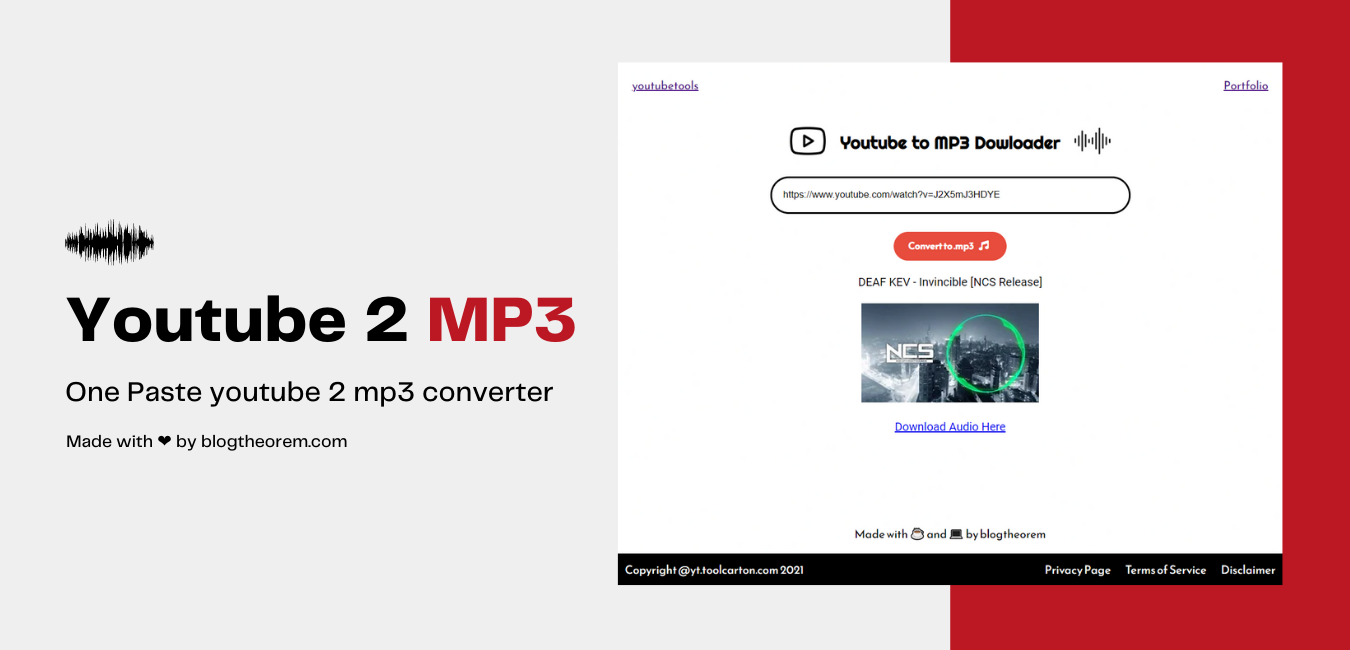 Youtube 2 MP3
One Paste youtube 2 mp3 converter
Made with ❤ by blogtheorem.com
youtubetools
Portfolio
Youtube to MP3 Dowloader
https://www.youtube.com/watch?v=J2X5mJ3HDYE
Convert to .mp3
DEAF KEV - Invincible [NCS Release]
NCS
Download Audio Here
Made with ☕ and 💻 by blogtheorem
Copyright @yt.toolcarton.com 2021
Privacy Page
Terms of Service
Disclaimer